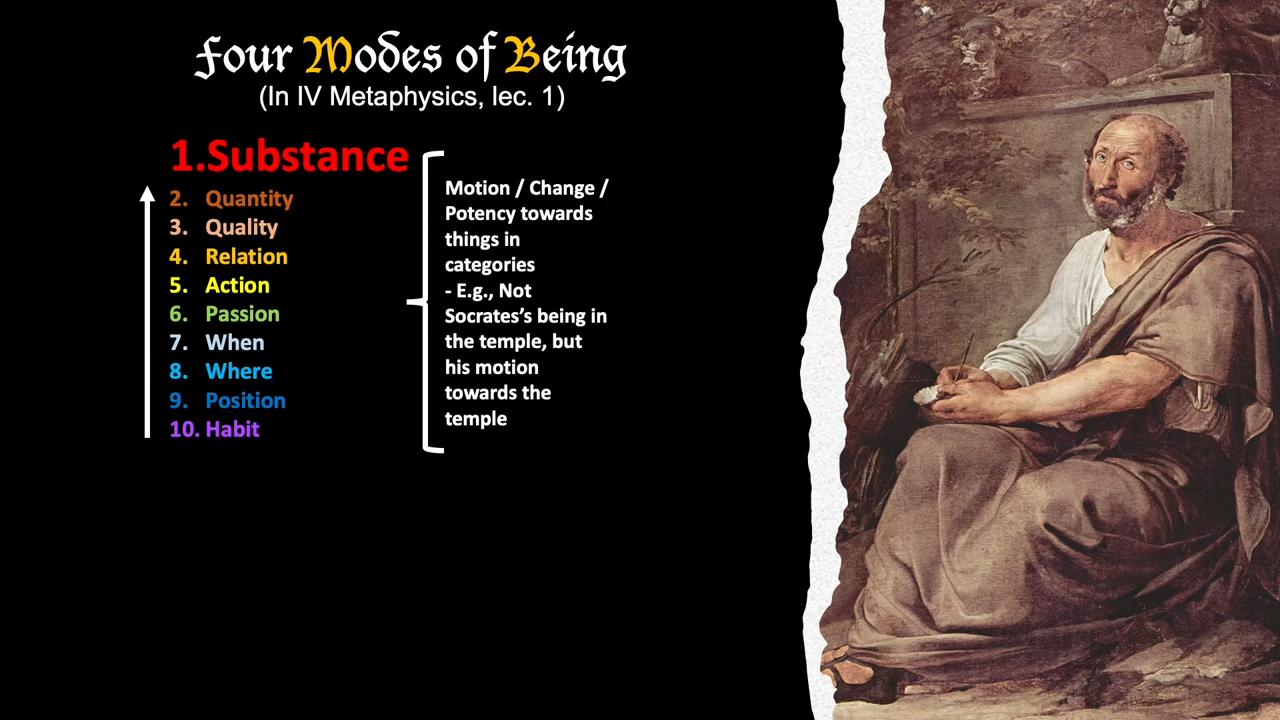 Four Modes of Being
(In IV Metaphysics, lec. 1)
1.Substance
2. Quantity
3. Quality
4. Relation
5. Action
6. Passion
7. When
8. Where
9. Position
10. Habit
Motion / Change /
Potency towards
things in
categories
- E.g., Not
Socrates’s being in
the temple, but
his motion
towards the
temple